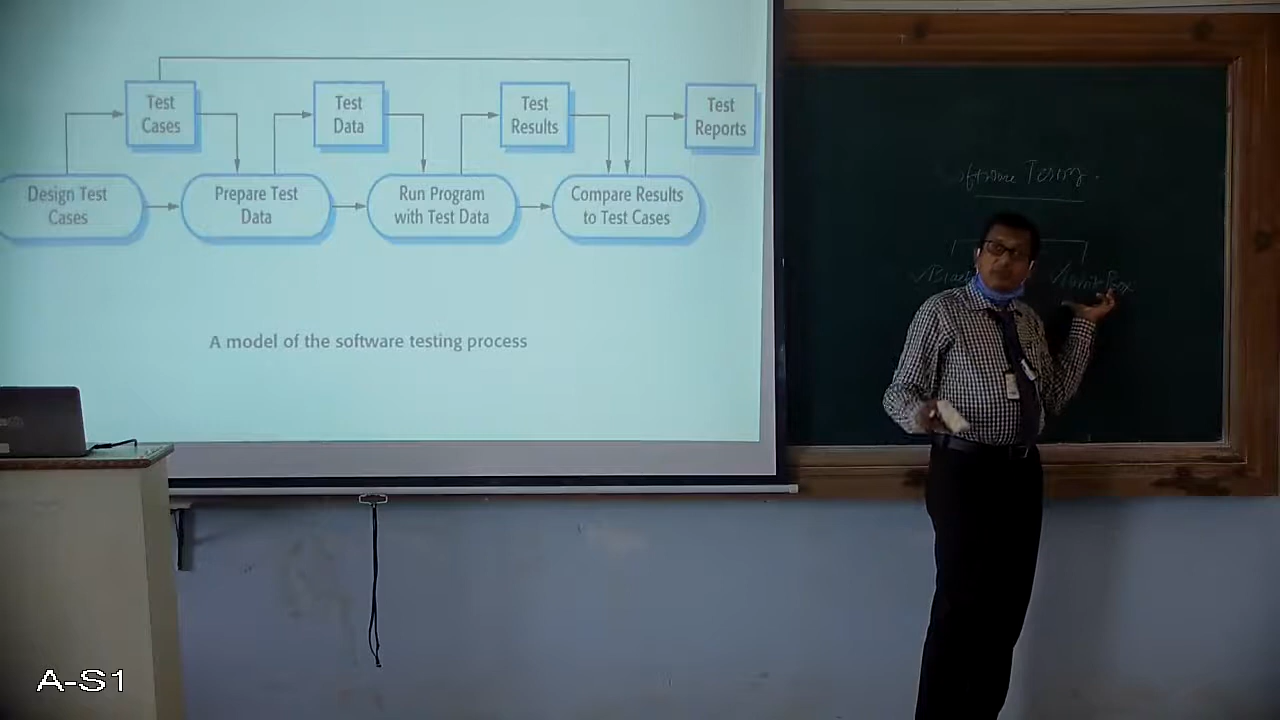 Test
Cases
Test
Data
Test
Results
Test
Reports
Design Test
Cases
Prepare Test
Data
Run Program
with Test Data
Compare Results
to Test Cases
A model of the software testing process
Box
A-S1